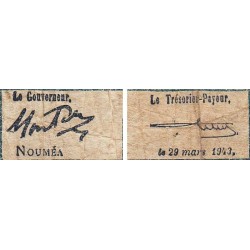 Le Gouverneur,
NOUMÉA
Le Trésorier-Payeur,
le 29 mars 1943.